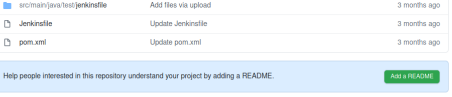 src/main/java/test/jenkinsfile Add files via upload 3 months ago
Jenkinsfile Update Jenkinsfile 3 months ago
pom.xml Update pom.xml 3 months ago
Help people interested in this repository understand your project by adding a README. Add a README